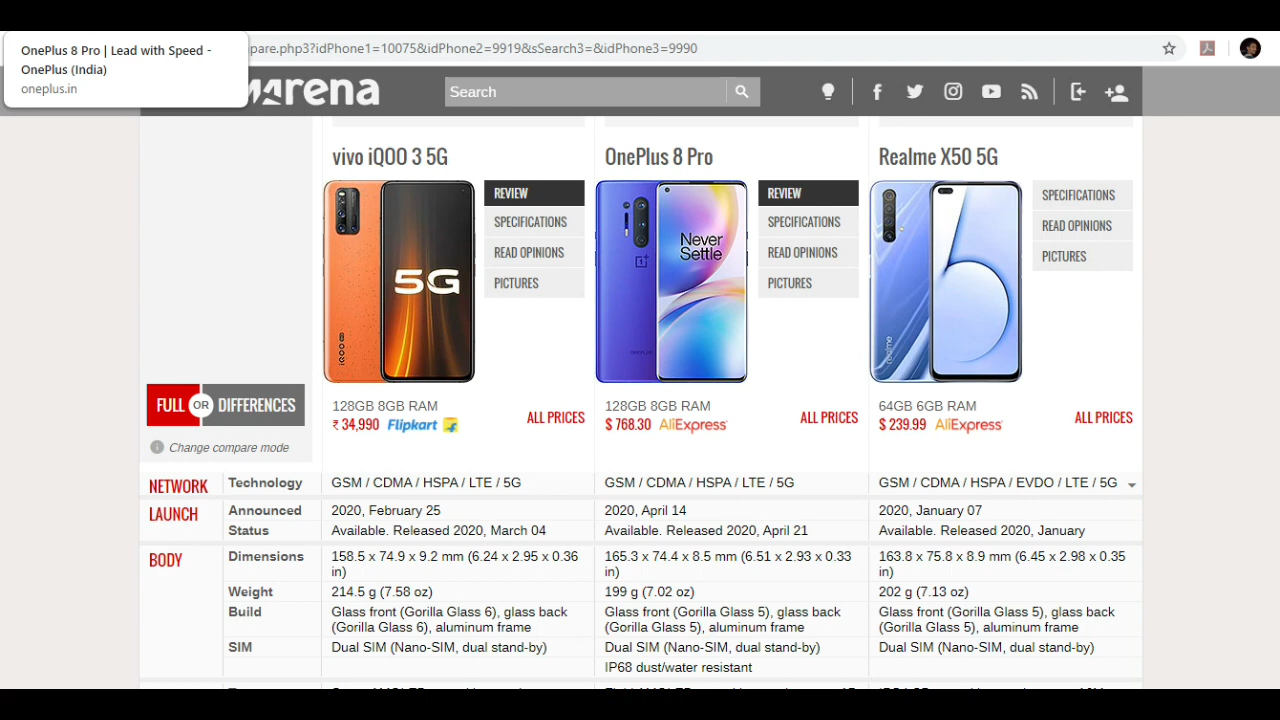 OnePlus 8 Pro | Lead with Speed -
OnePlus (India)
oneplus.in
pare.php3?idPhone1=10075&idPhone2=9919&sSearch3=&idPhone3=9990
arena
Search
vivo iQOO 3 5G
REVIEW
SPECIFICATIONS
READ OPINIONS
PICTURES
5G
iQOO
128GB 8GB RAM
₹ 34,990 Flipkart
ALL PRICES
OnePlus 8 Pro
REVIEW
SPECIFICATIONS
READ OPINIONS
PICTURES
Never
Settle
ONEPLUS
128GB 8GB RAM
$ 768.30 AliExpress
ALL PRICES
Realme X50 5G
SPECIFICATIONS
READ OPINIONS
PICTURES
realme
64GB 6GB RAM
$ 239.99 AliExpress
ALL PRICES
FULL OR DIFFERENCES
Change compare mode
NETWORK Technology GSM / CDMA / HSPA / LTE / 5G GSM / CDMA / HSPA / LTE / 5G GSM / CDMA / HSPA / EVDO / LTE / 5G
LAUNCH Announced 2020, February 25 2020, April 14 2020, January 07
Status Available. Released 2020, March 04 Available. Released 2020, April 21 Available. Released 2020, January
BODY Dimensions 158.5 x 74.9 x 9.2 mm (6.24 x 2.95 x 0.36 165.3 x 74.4 x 8.5 mm (6.51 x 2.93 x 0.33 163.8 x 75.8 x 8.9 mm (6.45 x 2.98 x 0.35
in) in) in)
Weight 214.5 g (7.58 oz) 199 g (7.02 oz) 202 g (7.13 oz)
Build Glass front (Gorilla Glass 6), glass back Glass front (Gorilla Glass 5), glass back Glass front (Gorilla Glass 5), glass back
(Gorilla Glass 6), aluminum frame (Gorilla Glass 5), aluminum frame (Gorilla Glass 5), aluminum frame
SIM Dual SIM (Nano-SIM, dual stand-by) Dual SIM (Nano-SIM, dual stand-by) Dual SIM (Nano-SIM, dual stand-by)
IP68 dust/water resistant